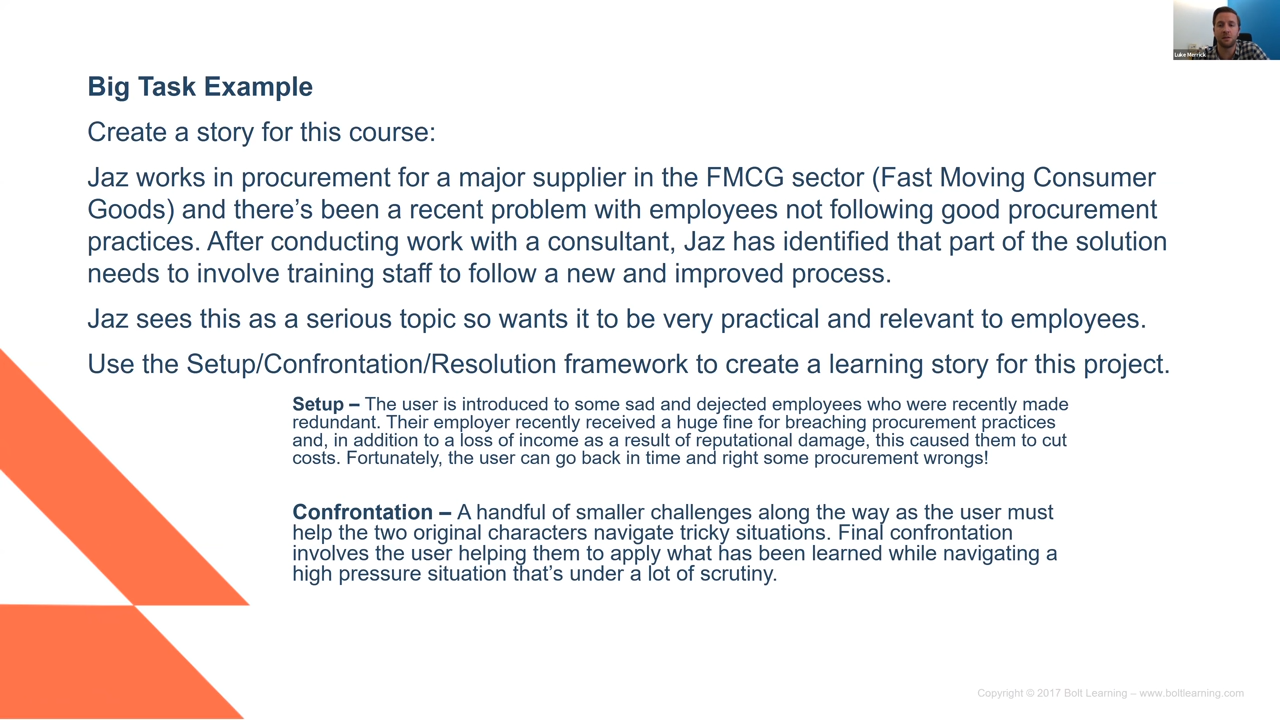 Luke Merrick
Big Task Example
Create a story for this course:
Jaz works in procurement for a major supplier in the FMCG sector (Fast Moving Consumer
Goods) and there’s been a recent problem with employees not following good procurement
practices. After conducting work with a consultant, Jaz has identified that part of the solution
needs to involve training staff to follow a new and improved process.
Jaz sees this as a serious topic so wants it to be very practical and relevant to employees.
Use the Setup/Confrontation/Resolution framework to create a learning story for this project.
Setup – The user is introduced to some sad and dejected employees who were recently made
redundant. Their employer recently received a huge fine for breaching procurement practices
and, in addition to a loss of income as a result of reputational damage, this caused them to cut
costs. Fortunately, the user can go back in time and right some procurement wrongs!
Confrontation – A handful of smaller challenges along the way as the user must
help the two original characters navigate tricky situations. Final confrontation
involves the user helping them to apply what has been learned while navigating a
high pressure situation that’s under a lot of scrutiny.
Copyright © 2017 Bolt Learning – www.boltlearning.com